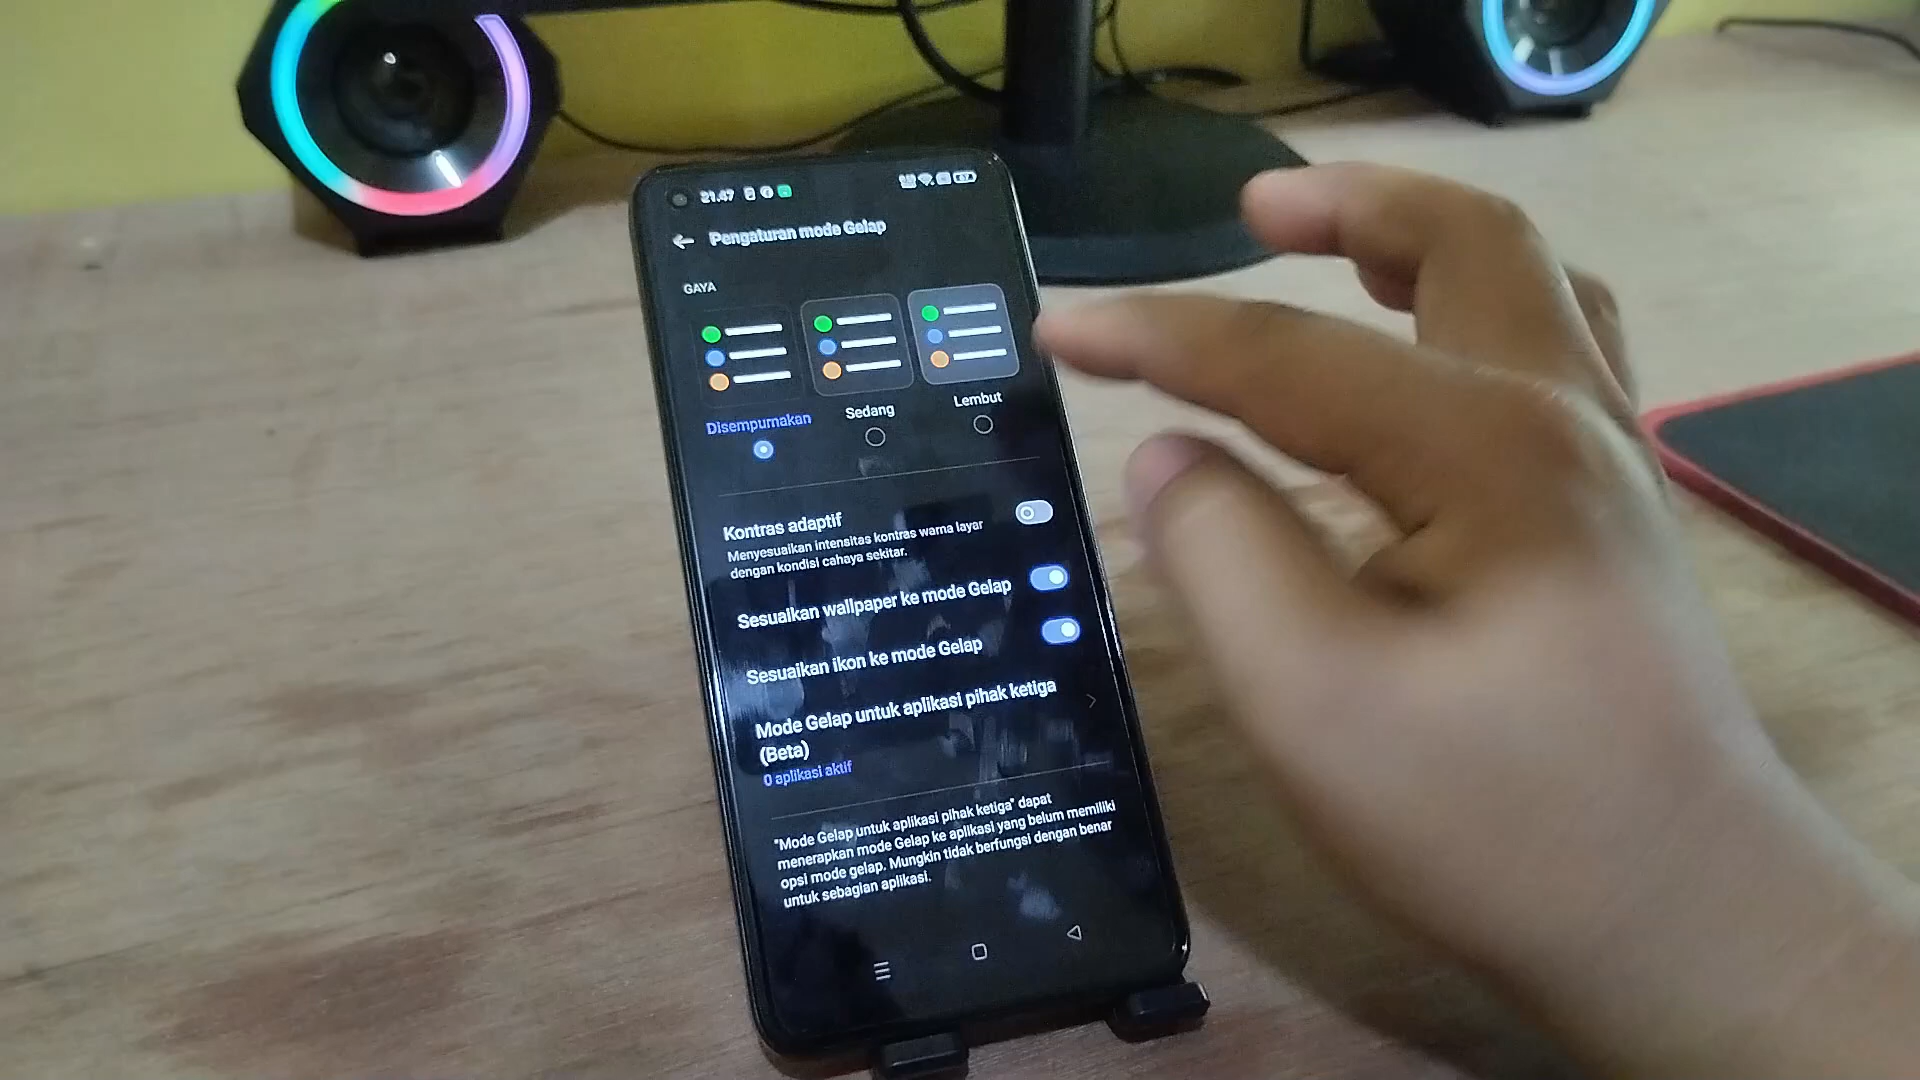 21.47
Pengaturan mode Gelap
GAYA
Disempurnakan
Sedang
Lembut
Kontras adaptif
Menyesuaikan intensitas kontras warna layar
dengan kondisi cahaya sekitar.
Sesuaikan wallpaper ke mode Gelap
Sesuaikan ikon ke mode Gelap
Mode Gelap untuk aplikasi pihak ketiga
(Beta)
0 aplikasi aktif
"Mode Gelap untuk aplikasi pihak ketiga" dapat
menerapkan mode Gelap ke aplikasi yang belum memiliki
opsi mode gelap. Mungkin tidak berfungsi dengan benar
untuk sebagian aplikasi.